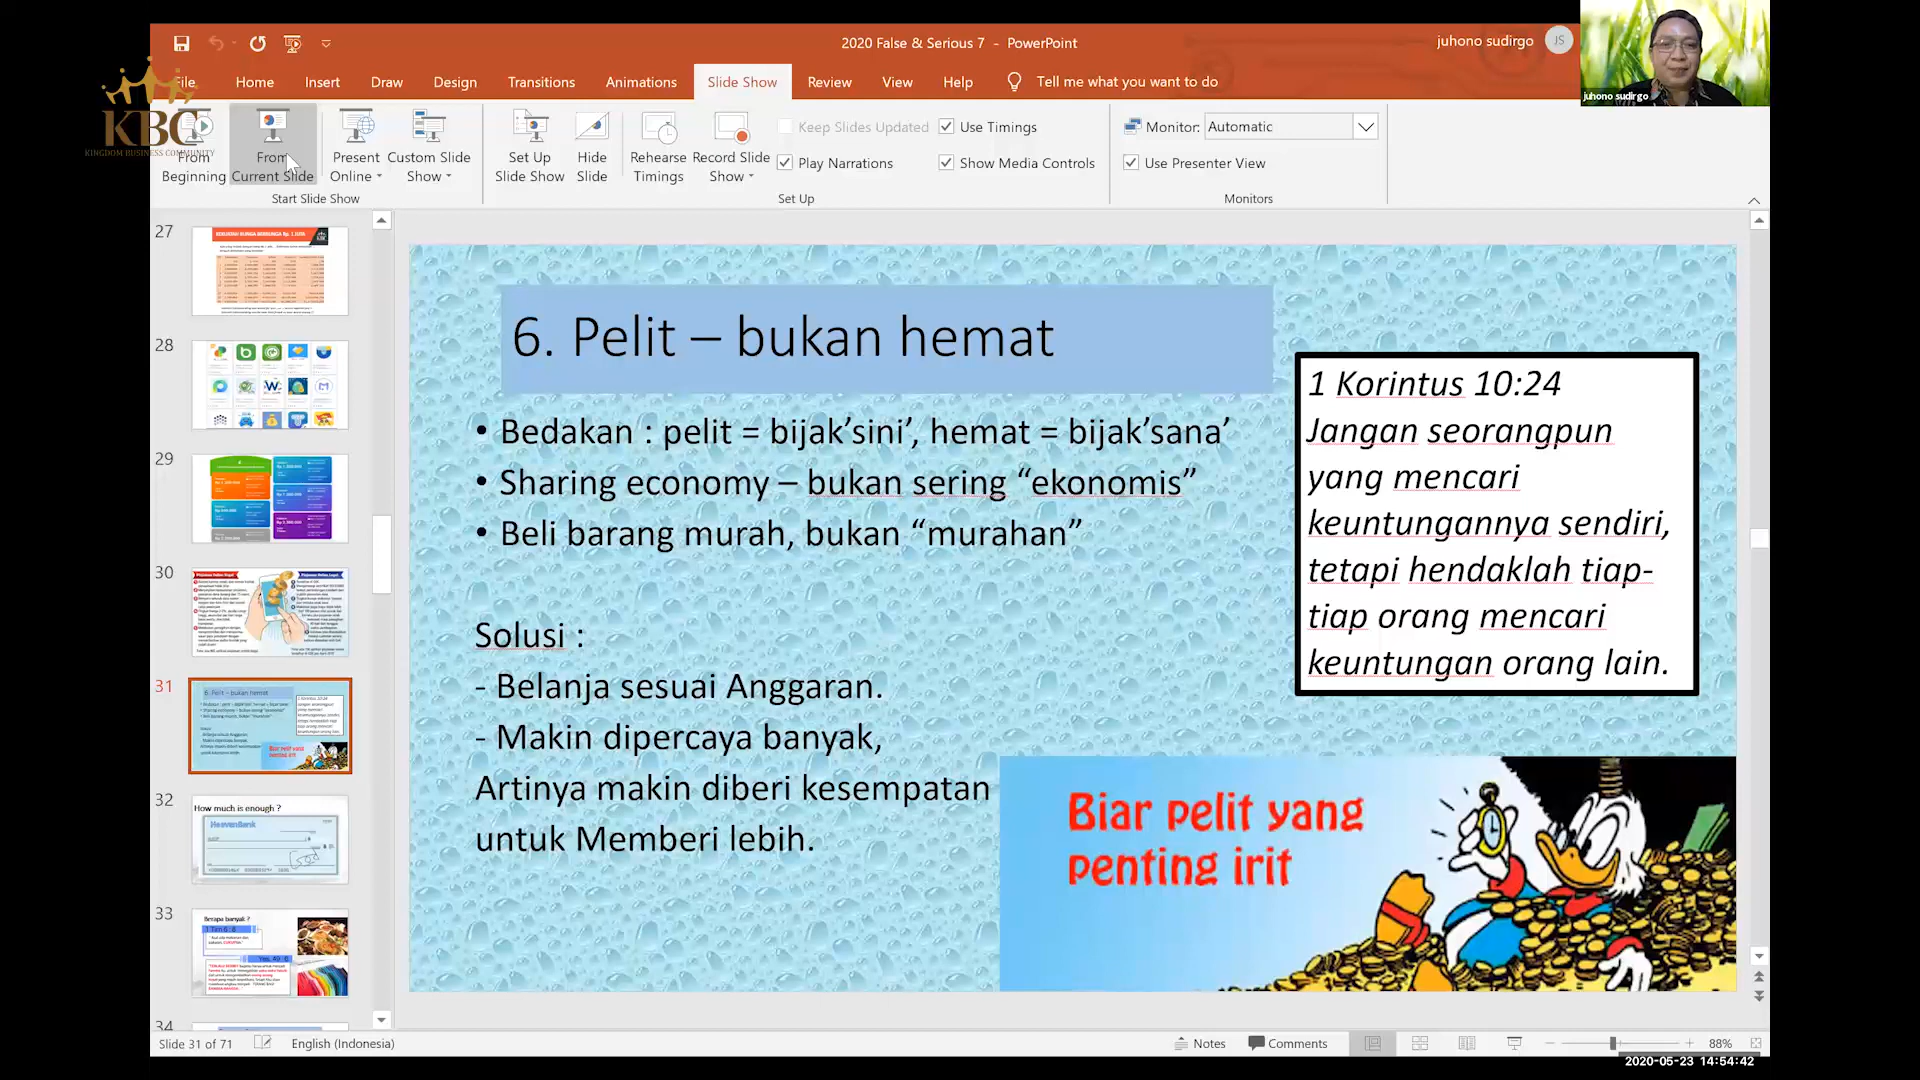 2020 False & Serious 7 - PowerPoint
juhono sudirgo
JS
juhono sudirgo
File
Home
Insert
Draw
Design
Transitions
Animations
Slide Show
Review
View
Help
Tell me what you want to do
KBC
KINGDOM BUSINESS COMMUNITY
From
Beginning
From
Current Slide
Present
Online
Custom Slide
Show
Set Up
Slide Show
Hide
Slide
Rehearse
Timings
Record Slide
Show
Keep Slides Updated
Play Narrations
Use Timings
Show Media Controls
Monitor: Automatic
Use Presenter View
Start Slide Show
Set Up
Monitors
27
28
29
30
31
32
How much is enough ?
HeavenBank
33
Berapa banyak ?
34
6. Pelit – bukan hemat
• Bedakan : pelit = bijak’sini’, hemat = bijak’sana’
• Sharing economy – bukan sering “ekonomis”
• Beli barang murah, bukan “murahan”
Solusi :
- Belanja sesuai Anggaran.
- Makin dipercaya banyak,
Artinya makin diberi kesempatan
untuk Memberi lebih.
1 Korintus 10:24
Jangan seorangpun
yang mencari
keuntungannya sendiri,
tetapi hendaklah tiap-
tiap orang mencari
keuntungan orang lain.
Biar pelit yang
penting irit
Slide 31 of 71
English (Indonesia)
Notes
Comments
88%
2020-05-23 14:54:42